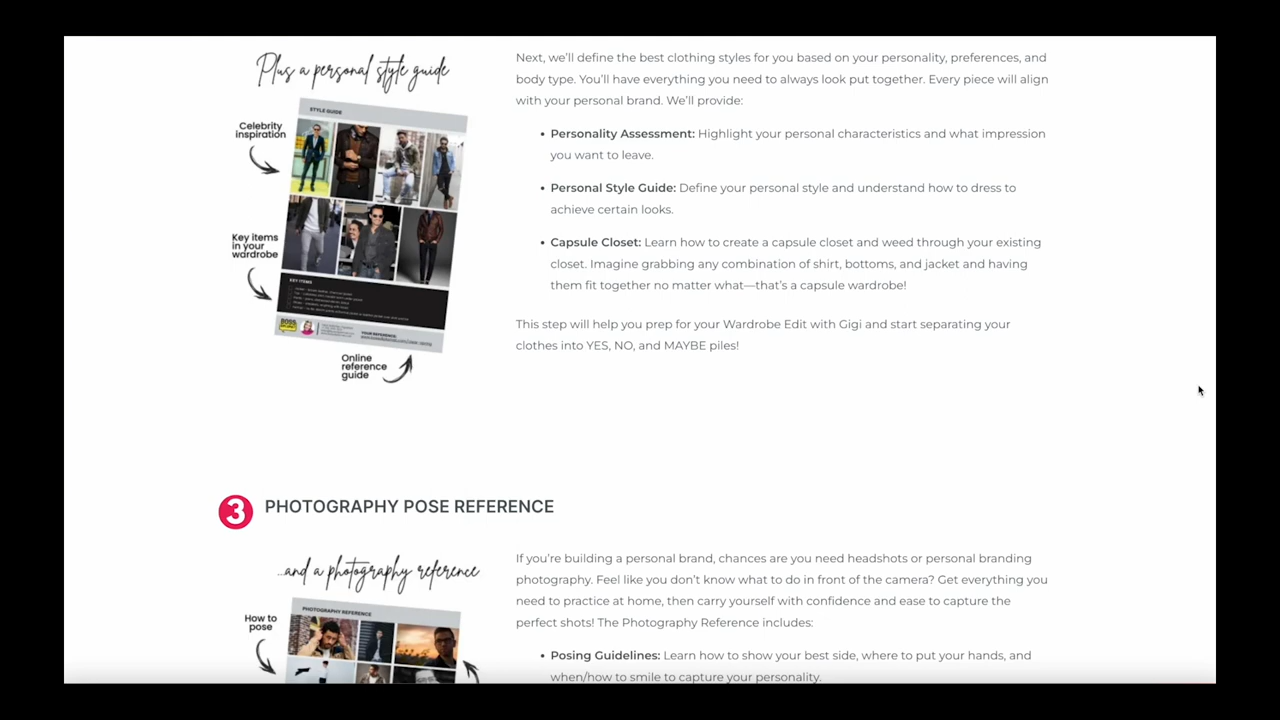 Plus a personal style guide
STYLE GUIDE
Celebrity
inspiration
Key items
in your
wardrobe
KEY ITEMS
BOSS
YOUR REFERENCE:
Online
reference
guide
Next, we'll define the best clothing styles for you based on your personality, preferences, and
body type. You'll have everything you need to always look put together. Every piece will align
with your personal brand. We'll provide:
• Personality Assessment: Highlight your personal characteristics and what impression
you want to leave.
• Personal Style Guide: Define your personal style and understand how to dress to
achieve certain looks.
• Capsule Closet: Learn how to create a capsule closet and weed through your existing
closet. Imagine grabbing any combination of shirt, bottoms, and jacket and having
them fit together no matter what—that's a capsule wardrobe!
This step will help you prep for your Wardrobe Edit with Gigi and start separating your
clothes into YES, NO, and MAYBE piles!
3 PHOTOGRAPHY POSE REFERENCE
...and a photography reference
PHOTOGRAPHY REFERENCE
How to
pose
If you're building a personal brand, chances are you need headshots or personal branding
photography. Feel like you don't know what to do in front of the camera? Get everything you
need to practice at home, then carry yourself with confidence and ease to capture the
perfect shots! The Photography Reference includes:
• Posing Guidelines: Learn how to show your best side, where to put your hands, and
when/how to smile to capture your personality.